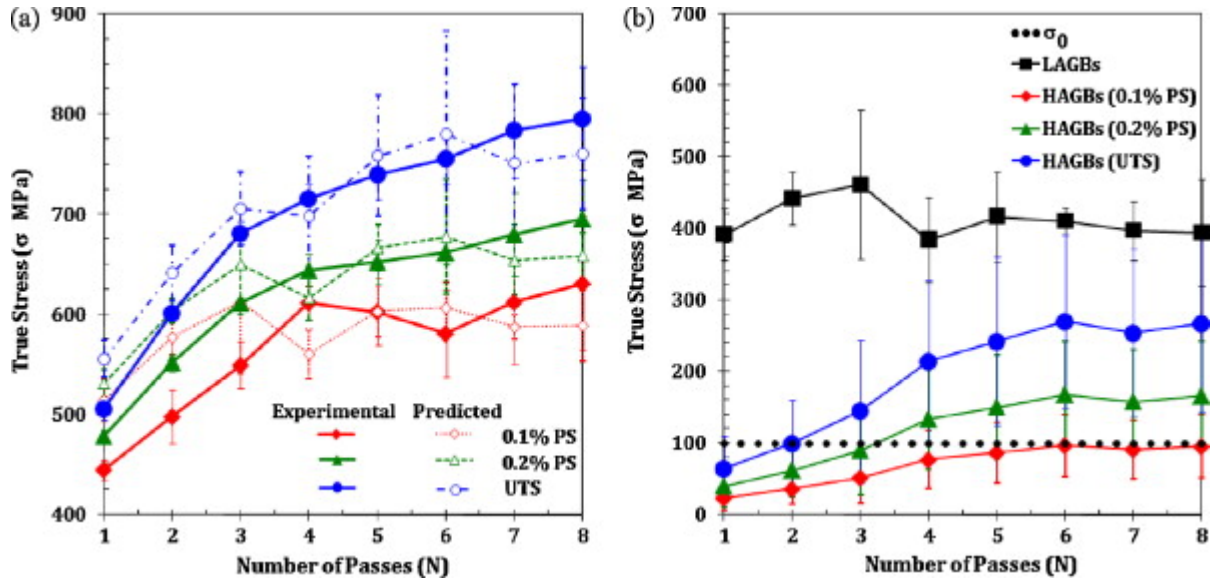 (a)
900
800
700
600
500
400
True Stress (σ MPa)
Experimental Predicted
0.1% PS
0.2% PS
UTS
1 2 3 4 5 6 7 8
Number of Passes (N)
(b)
700
600
500
400
300
200
100
0
True Stress (σ MPa)
σ0
LAGBs
HAGBs (0.1% PS)
HAGBs (0.2% PS)
HAGBs (UTS)
1 2 3 4 5 6 7 8
Number of Passes (N)